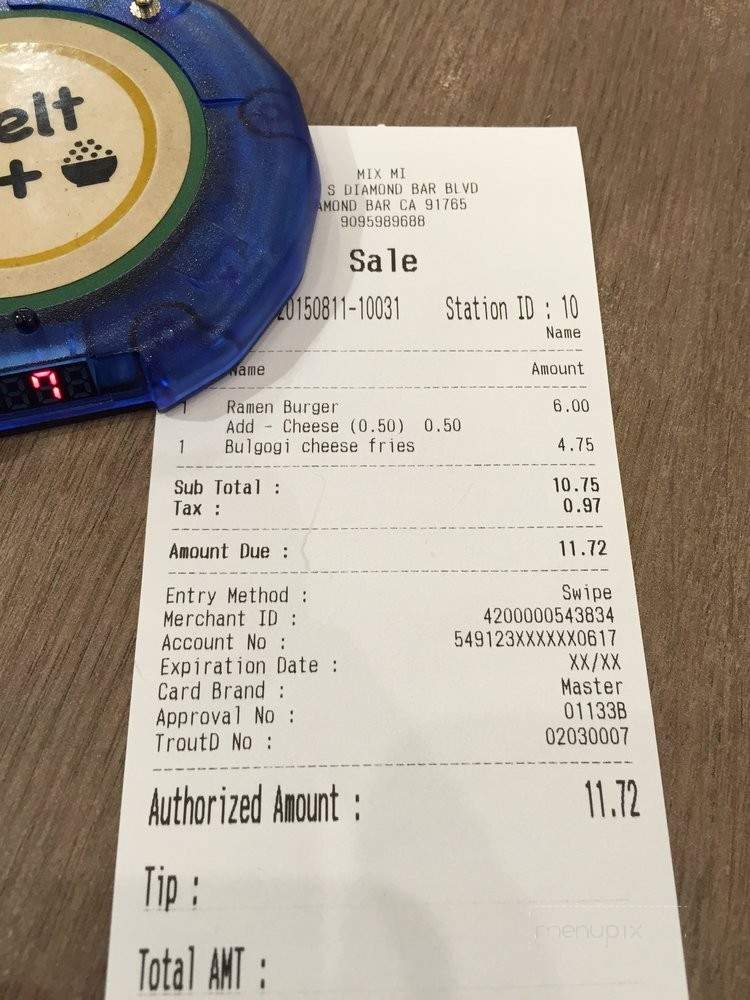 elt
+
7
MIX MI
S DIAMOND BAR BLVD
AMOND BAR CA 91765
9095989688
Sale
20150811-10031 Station ID : 10
Name
Name Amount
1 Ramen Burger 6.00
Add - Cheese (0.50) 0.50
1 Bulgogi cheese fries 4.75
Sub Total : 10.75
Tax : 0.97
Amount Due : 11.72
Entry Method : Swipe
Merchant ID : 4200000543834
Account No : 549123XXXXXX0617
Expiration Date : XX/XX
Card Brand : Master
Approval No : 01133B
TroutD No : 02030007
Authorized Amount : 11.72
Tip :
menupix
Total AMT :